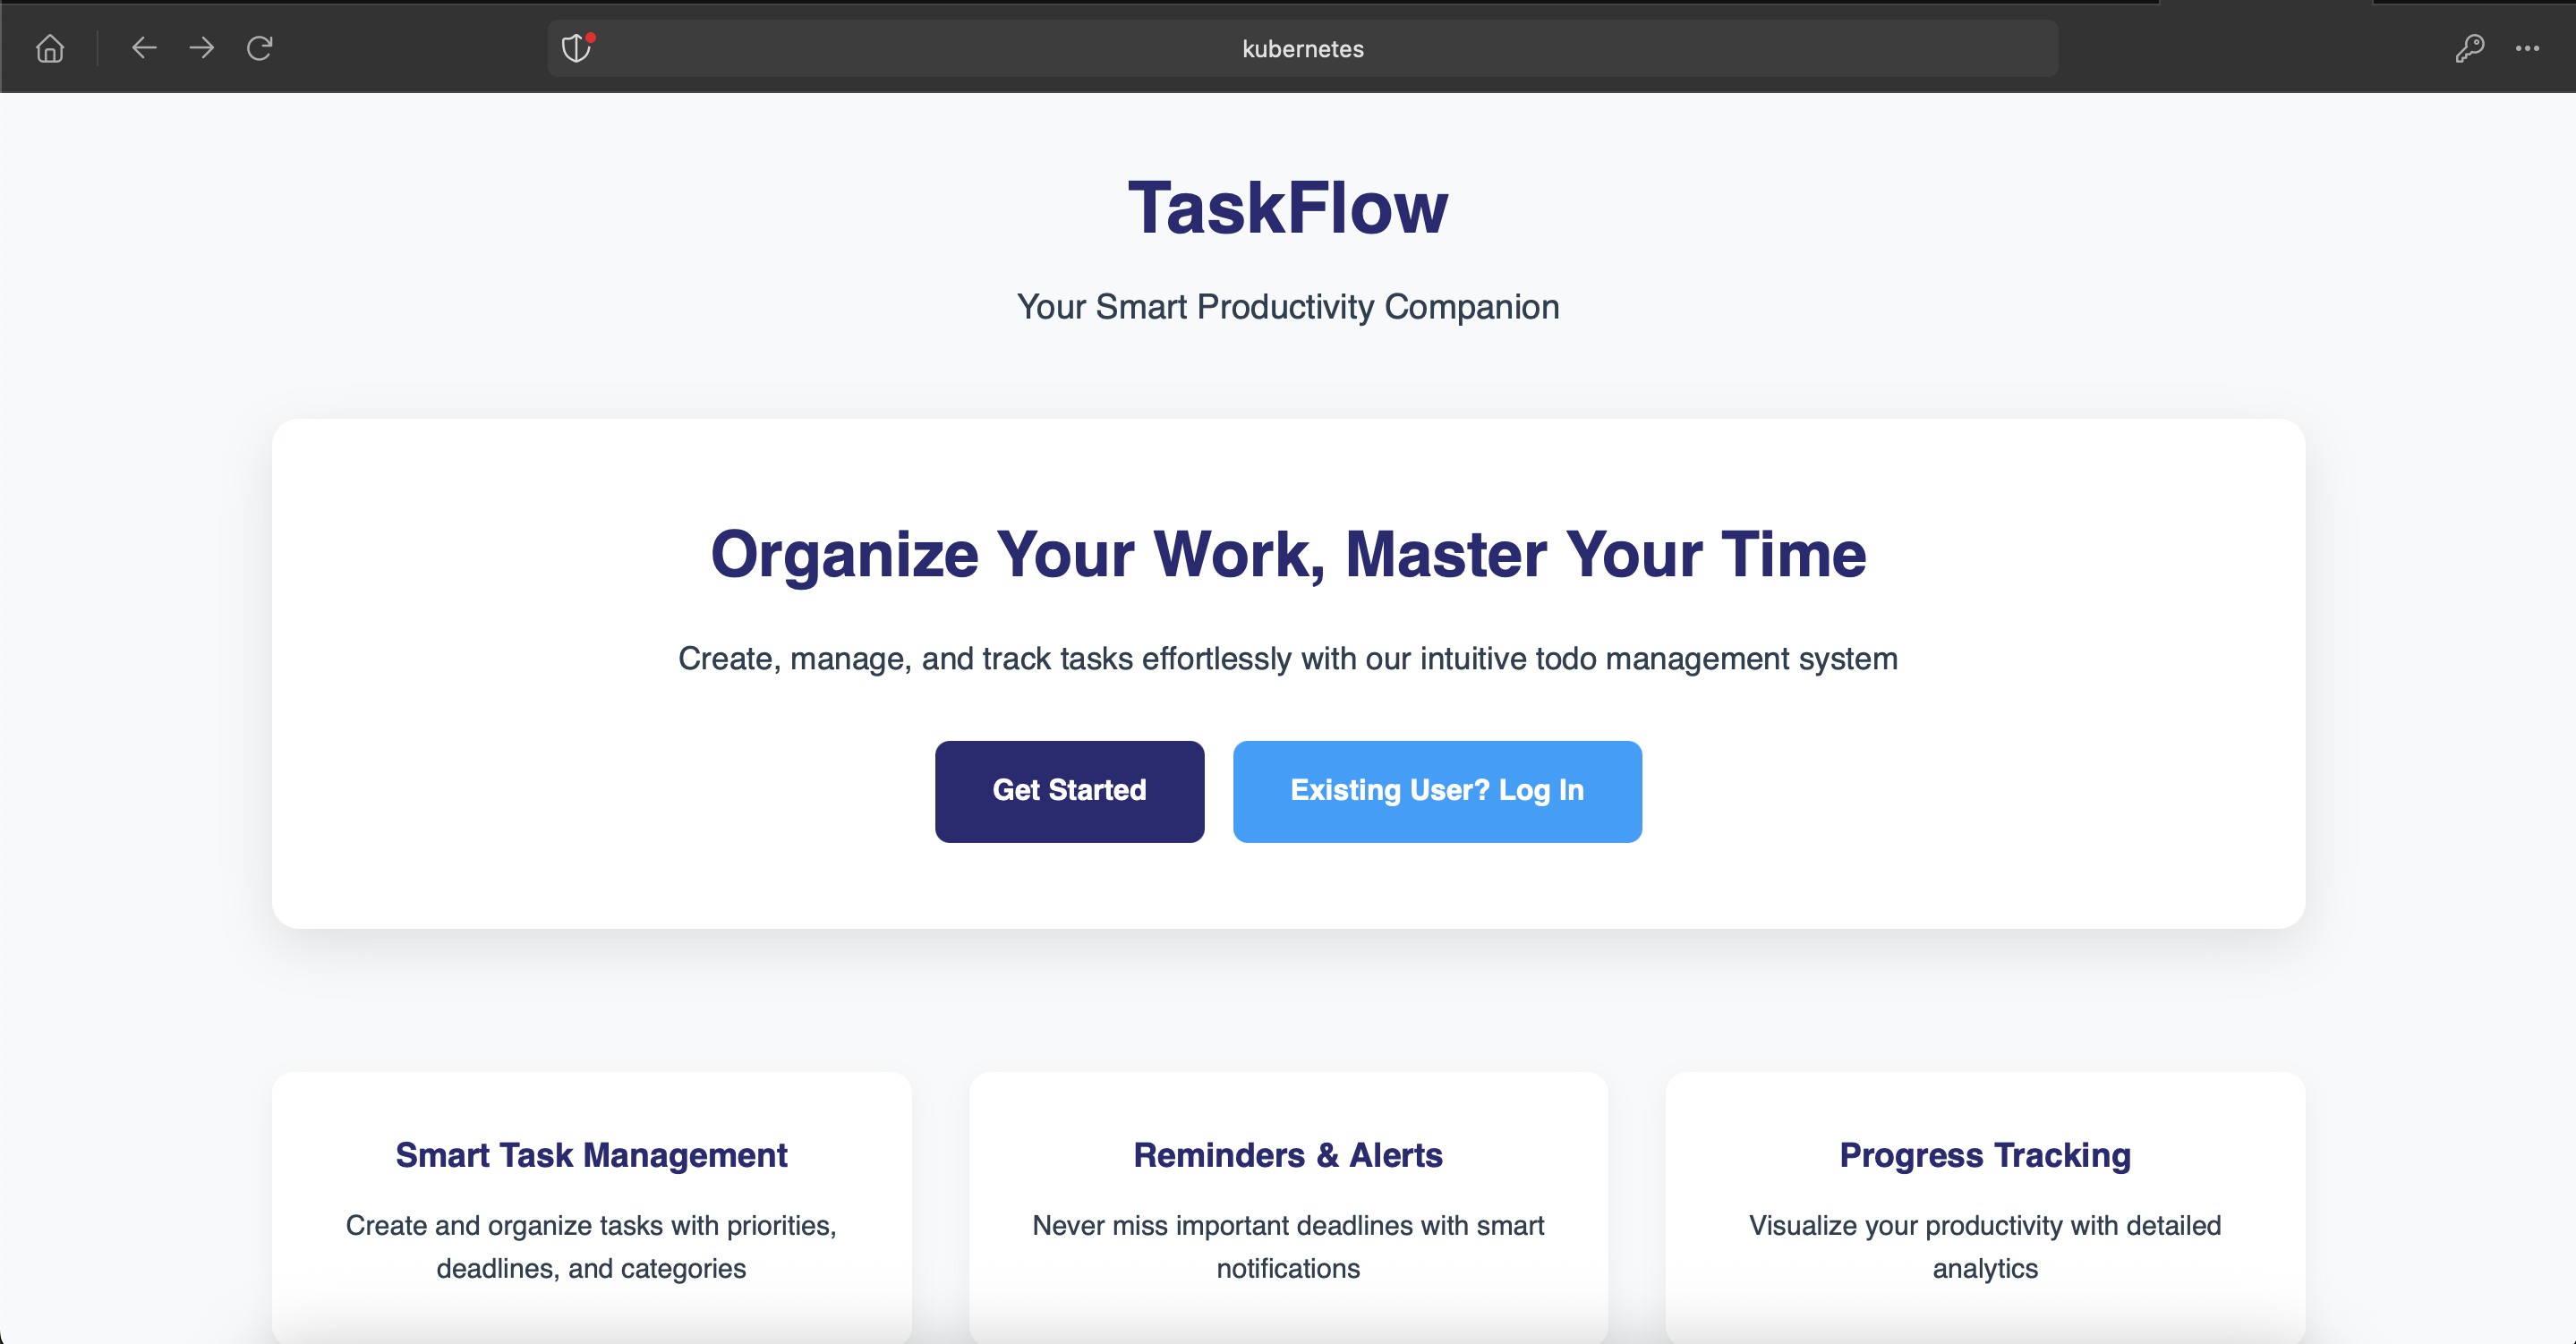 kubernetes
TaskFlow
Your Smart Productivity Companion
Organize Your Work, Master Your Time
Create, manage, and track tasks effortlessly with our intuitive todo management system
Get Started
Existing User? Log In
Smart Task Management
Create and organize tasks with priorities,
deadlines, and categories
Reminders & Alerts
Never miss important deadlines with smart
notifications
Progress Tracking
Visualize your productivity with detailed
analytics